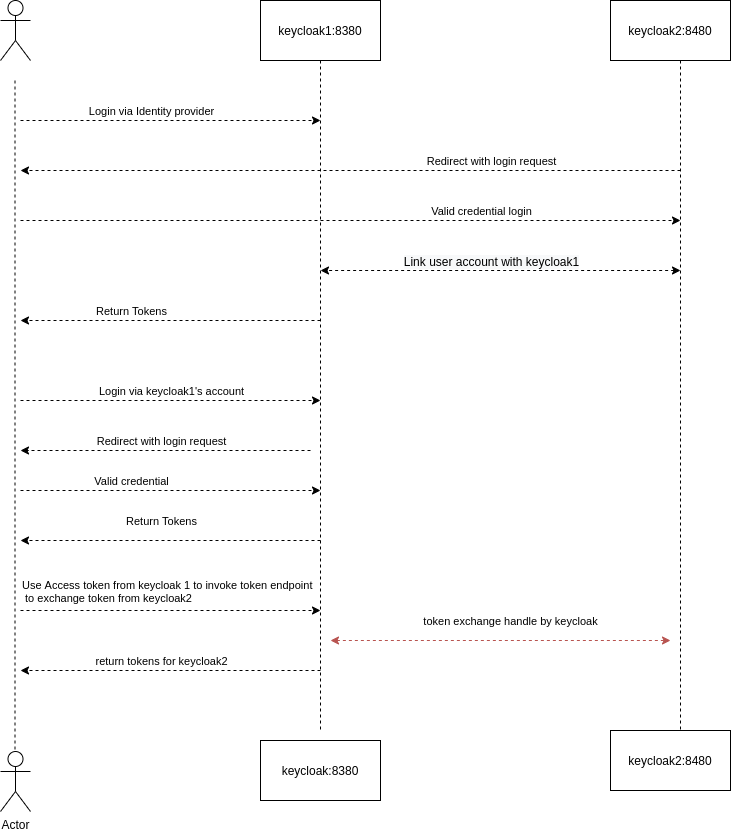 keycloak1:8380
keycloak2:8480
Login via Identity provider
Redirect with login request
Valid credential login
Link user account with keycloak1
Return Tokens
Login via keycloak1's account
Redirect with login request
Valid credential
Return Tokens
Use Access token from keycloak 1 to invoke token endpoint
to exchange token from keycloak2
token exchange handle by keycloak
return tokens for keycloak2
keycloak:8380
keycloak2:8480
Actor